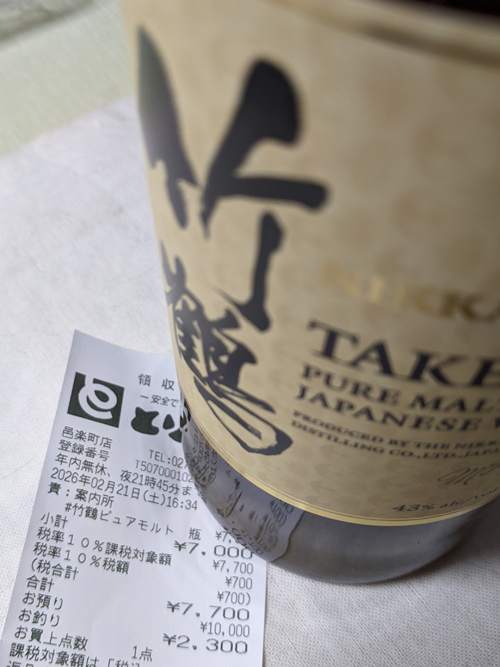 竹鶴
NIKKA
TAKE
PURE MAL
JAPANESE
PRODUCED BY THE NIKKA
DISTILLING CO.,LTD.,JAPA
43%
領収
邑楽町店
TEL:02
登録番号 T507000102
年内無休、夜21時45分ま
2026年02月21日(土)16:34
責:案内所
#竹鶴ピュアモルト 瓶 ¥7,
小計 ¥7,000
税率10%課税対象額 ¥7,700
税率10%税額 ¥700
(税合計 ¥700)
合計 ¥7,700
お預り ¥10,000
お釣り ¥2,300
お買上点数 1点
課税対象額は「税込